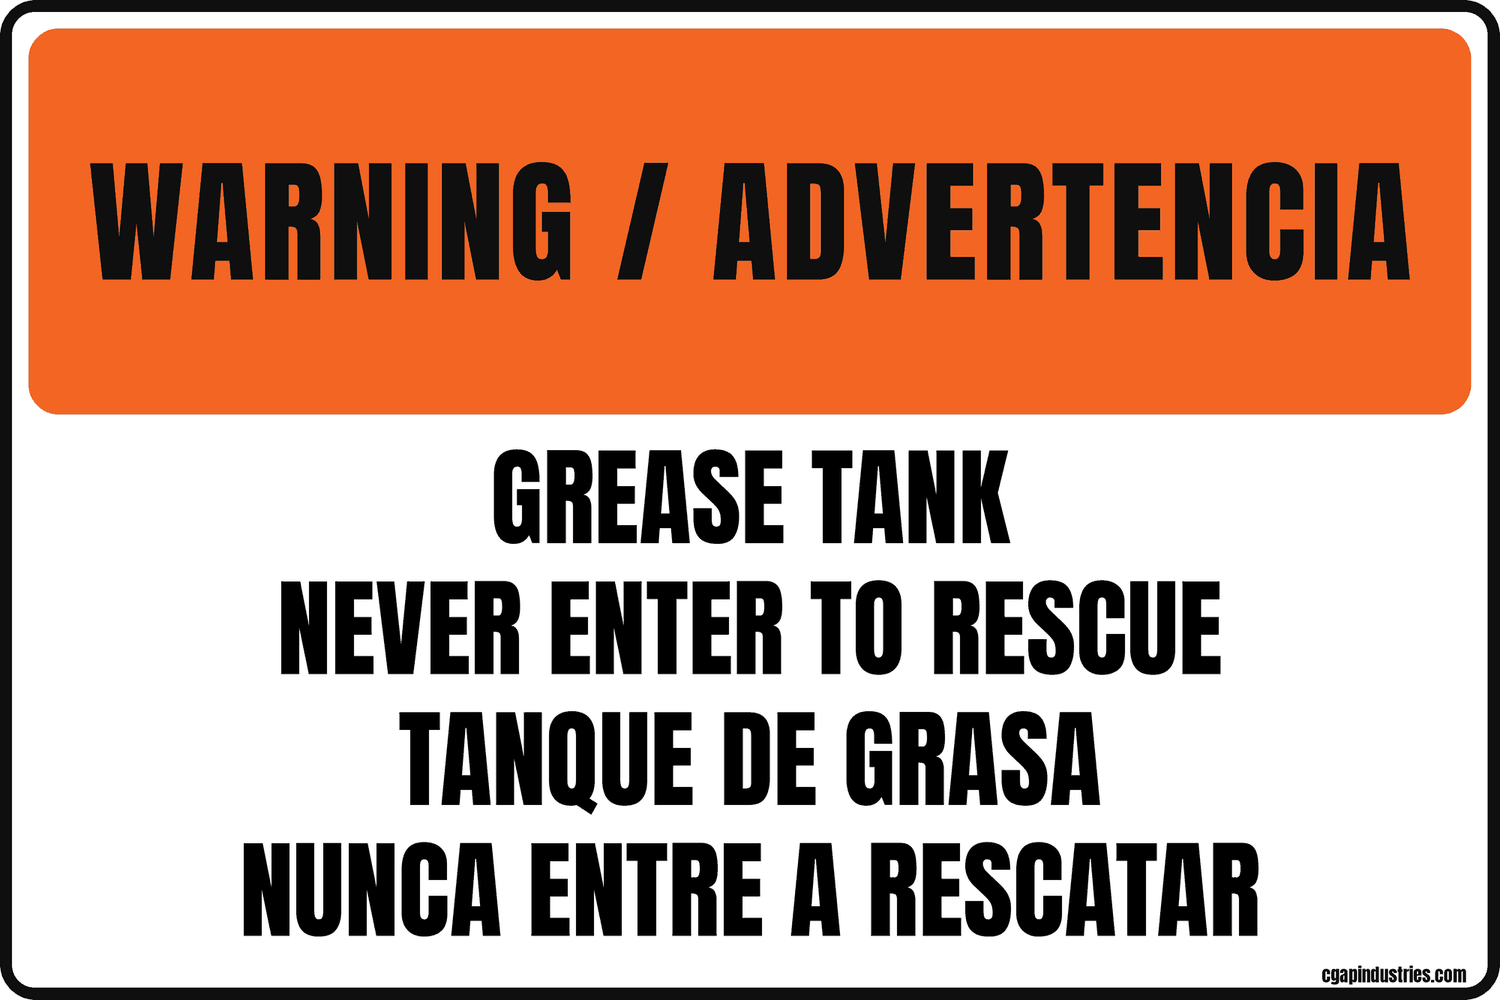 WARNING / ADVERTENCIA
GREASE TANK
NEVER ENTER TO RESCUE
TANQUE DE GRASA
NUNCA ENTRE A RESCATAR
cgapindustries.com